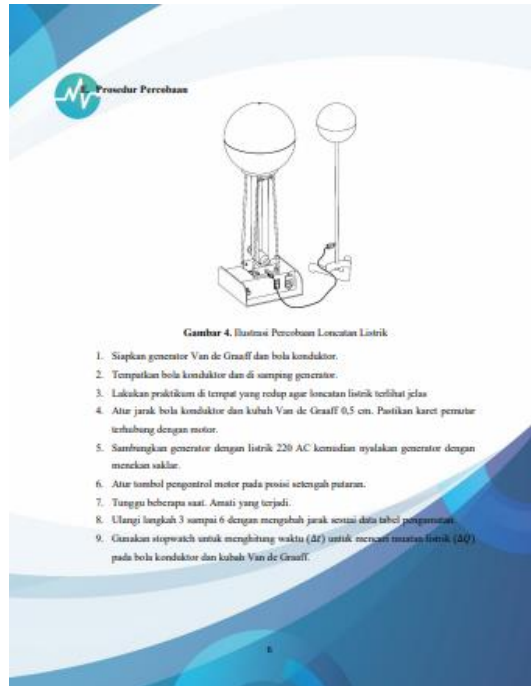 Prosedur Percobaan
Gambar 4. Ilustrasi Percobaan Loncatan Listrik
1. Siapkan generator Van de Graaff dan bola konduktor.
2. Tempatkan bola konduktor dan di samping generator.
3. Lakukan praktikum di tempat yang redup agar loncatan listrik terlihat jelas
4. Atur jarak bola konduktor dan kubah Van de Graaff 0,5 cm. Pastikan karet pemutar
terhubung dengan motor.
5. Sambungkan generator dengan listrik 220 AC kemudian nyalakan generator dengan
menekan saklar.
6. Atur tombol pengontrol motor pada posisi setengah putaran.
7. Tunggu beberapa saat. Amati yang terjadi.
8. Ulangi langkah 3 sampai 6 dengan mengubah jarak sesuai data tabel pengamatan.
9. Gunakan stopwatch untuk menghitung waktu (Δt) untuk mencari muatan listrik (ΔQ)
pada bola konduktor dan kubah Van de Graaff.